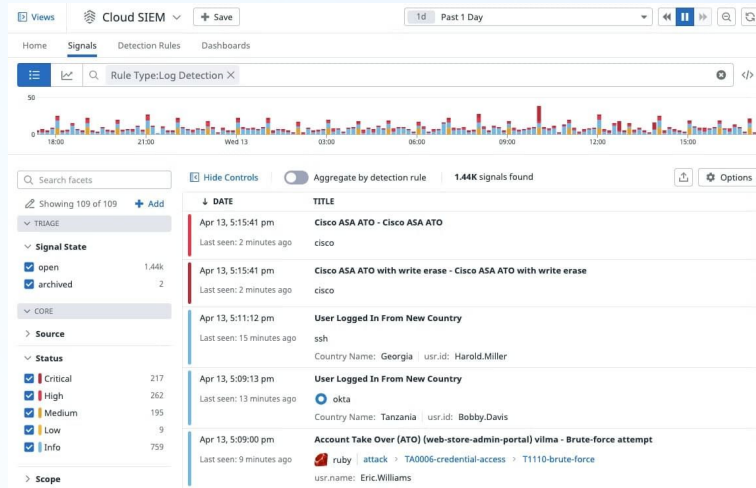 Views
Cloud SIEM
+ Save
1d Past 1 Day
Home Signals Detection Rules Dashboards
Rule Type:Log Detection ×
</>
50
0
18:00 21:00 Wed 13 03:00 06:00 09:00 12:00 15:00
Search facets
Hide Controls
Aggregate by detection rule
1.44K signals found
Options
Showing 109 of 109 + Add
TRIAGE
Signal State
open 1.44k
archived 2
CORE
Source
Status
Critical 217
High 262
Medium 195
Low 9
Info 759
Scope
↓ DATE TITLE
Apr 13, 5:15:41 pm Cisco ASA ATO - Cisco ASA ATO
Last seen: 2 minutes ago cisco
Apr 13, 5:15:41 pm Cisco ASA ATO with write erase - Cisco ASA ATO with write erase
Last seen: 2 minutes ago cisco
Apr 13, 5:11:12 pm User Logged In From New Country
Last seen: 15 minutes ago ssh
Country Name: Georgia usr.id: Harold.Miller
Apr 13, 5:09:13 pm User Logged In From New Country
Last seen: 13 minutes ago okta
Country Name: Tanzania usr.id: Bobby.Davis
Apr 13, 5:09:00 pm Account Take Over (ATO) (web-store-admin-portal) vilma - Brute-force attempt
Last seen: 9 minutes ago ruby attack > TA0006-credential-access > T1110-brute-force
usr.name: Eric.Williams